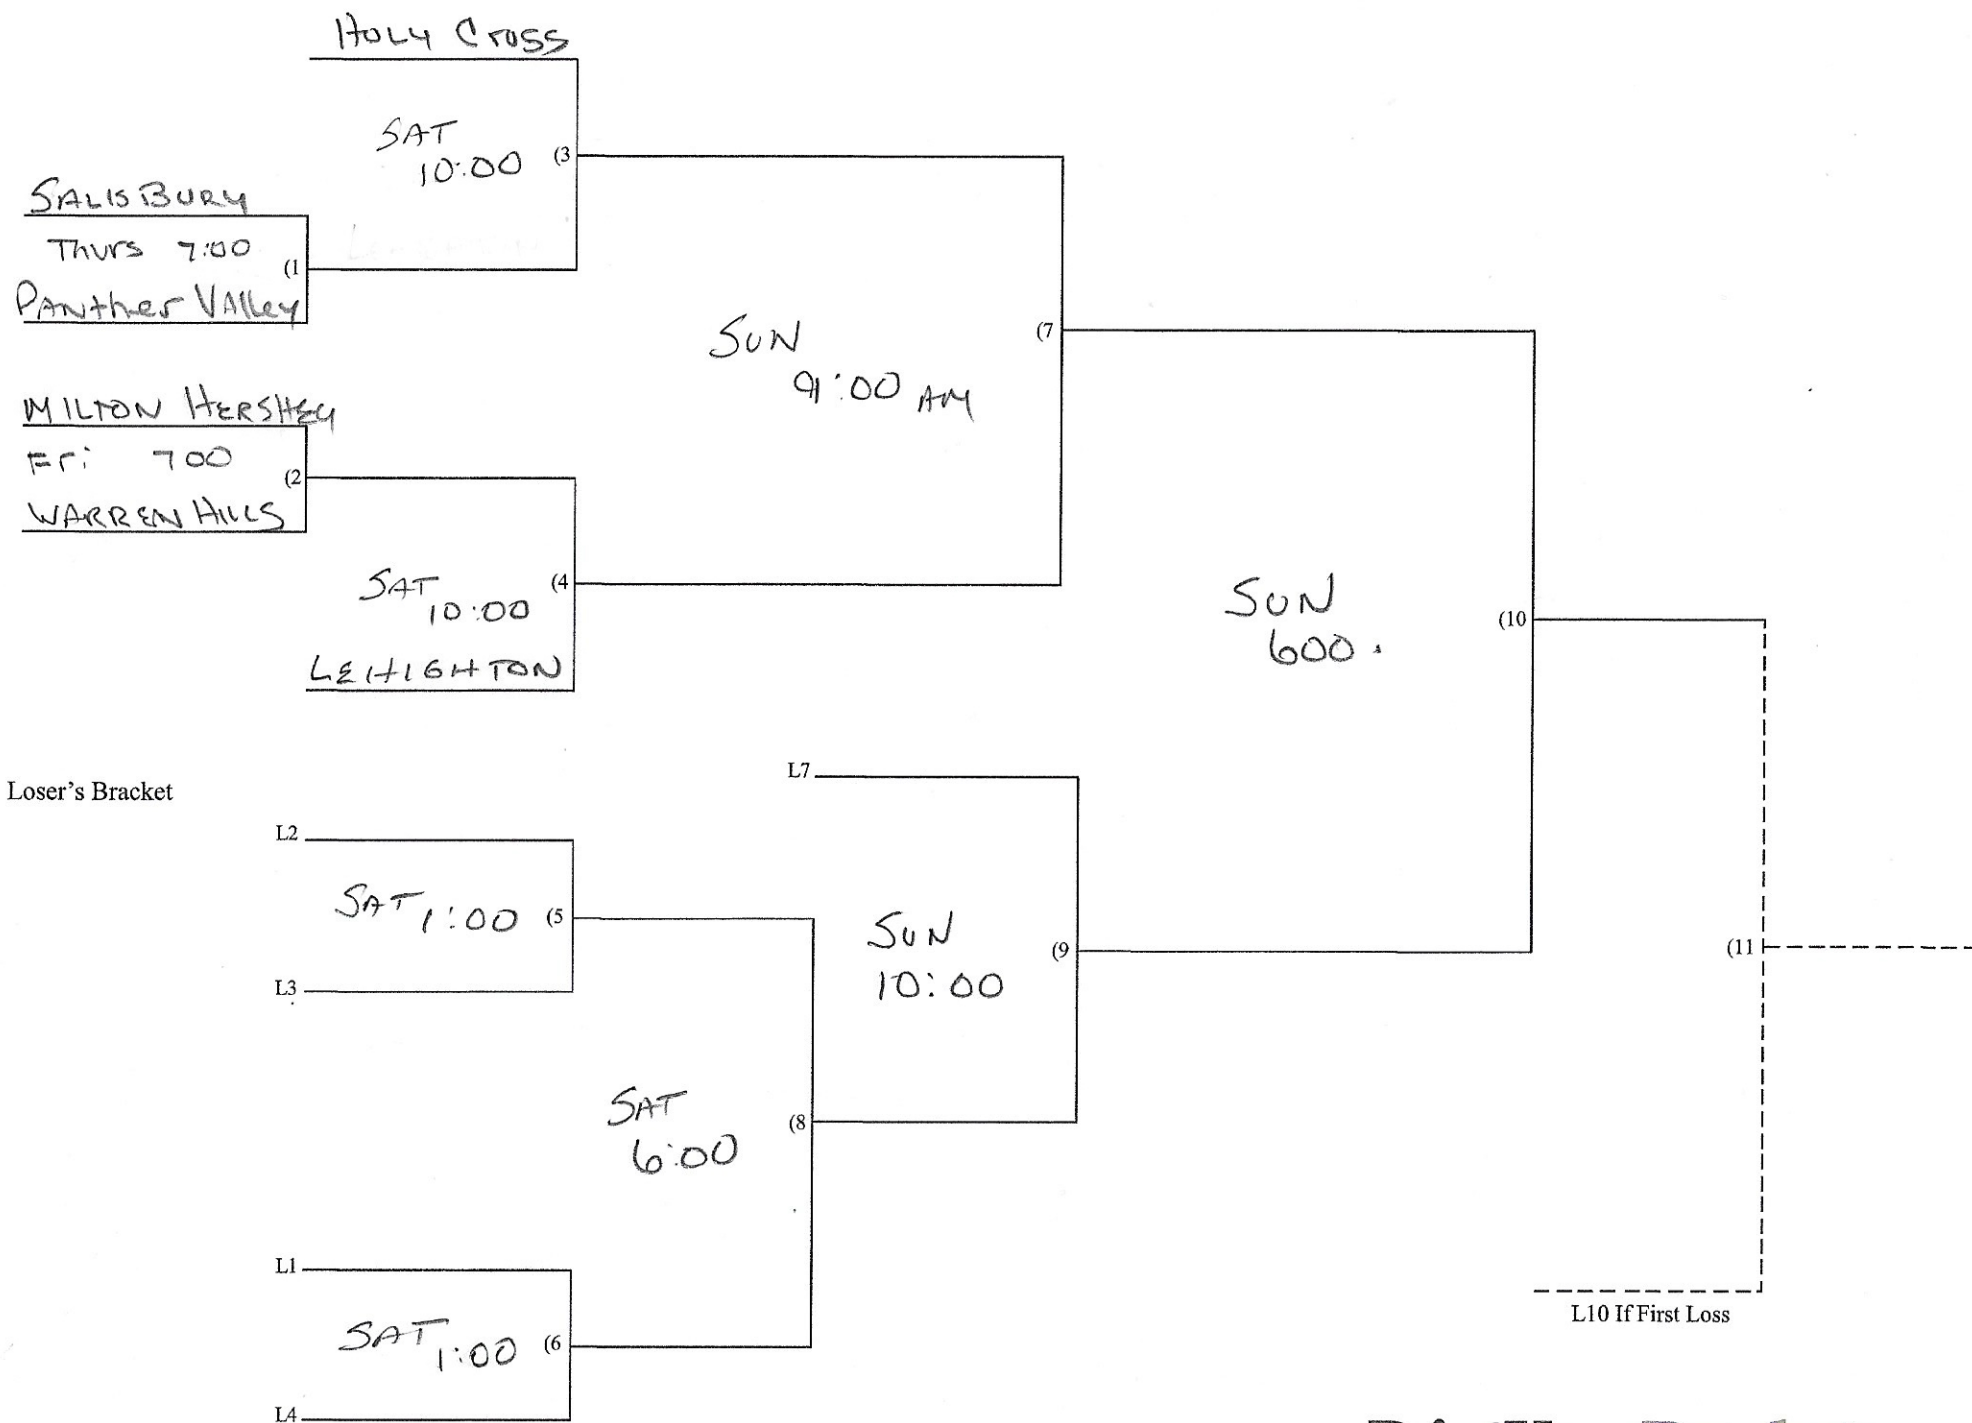 HOLY Cross
SAT
10:00
(3
SALISBURY
Thurs 7:00
(1
PANther VAlley
SUN
9:00 AM
(7
MILTON HERSHEY
Fri 700
(2
WARREN HILLS
SAT
10:00
(4
LEHIGHTON
SUN
600.
(10
Loser's Bracket
L7
L2
SAT 1:00
(5
L3
SUN
10:00
(9
(11
SAT
6:00
(8
L1
SAT 1:00
(6
L4
L10 If First Loss